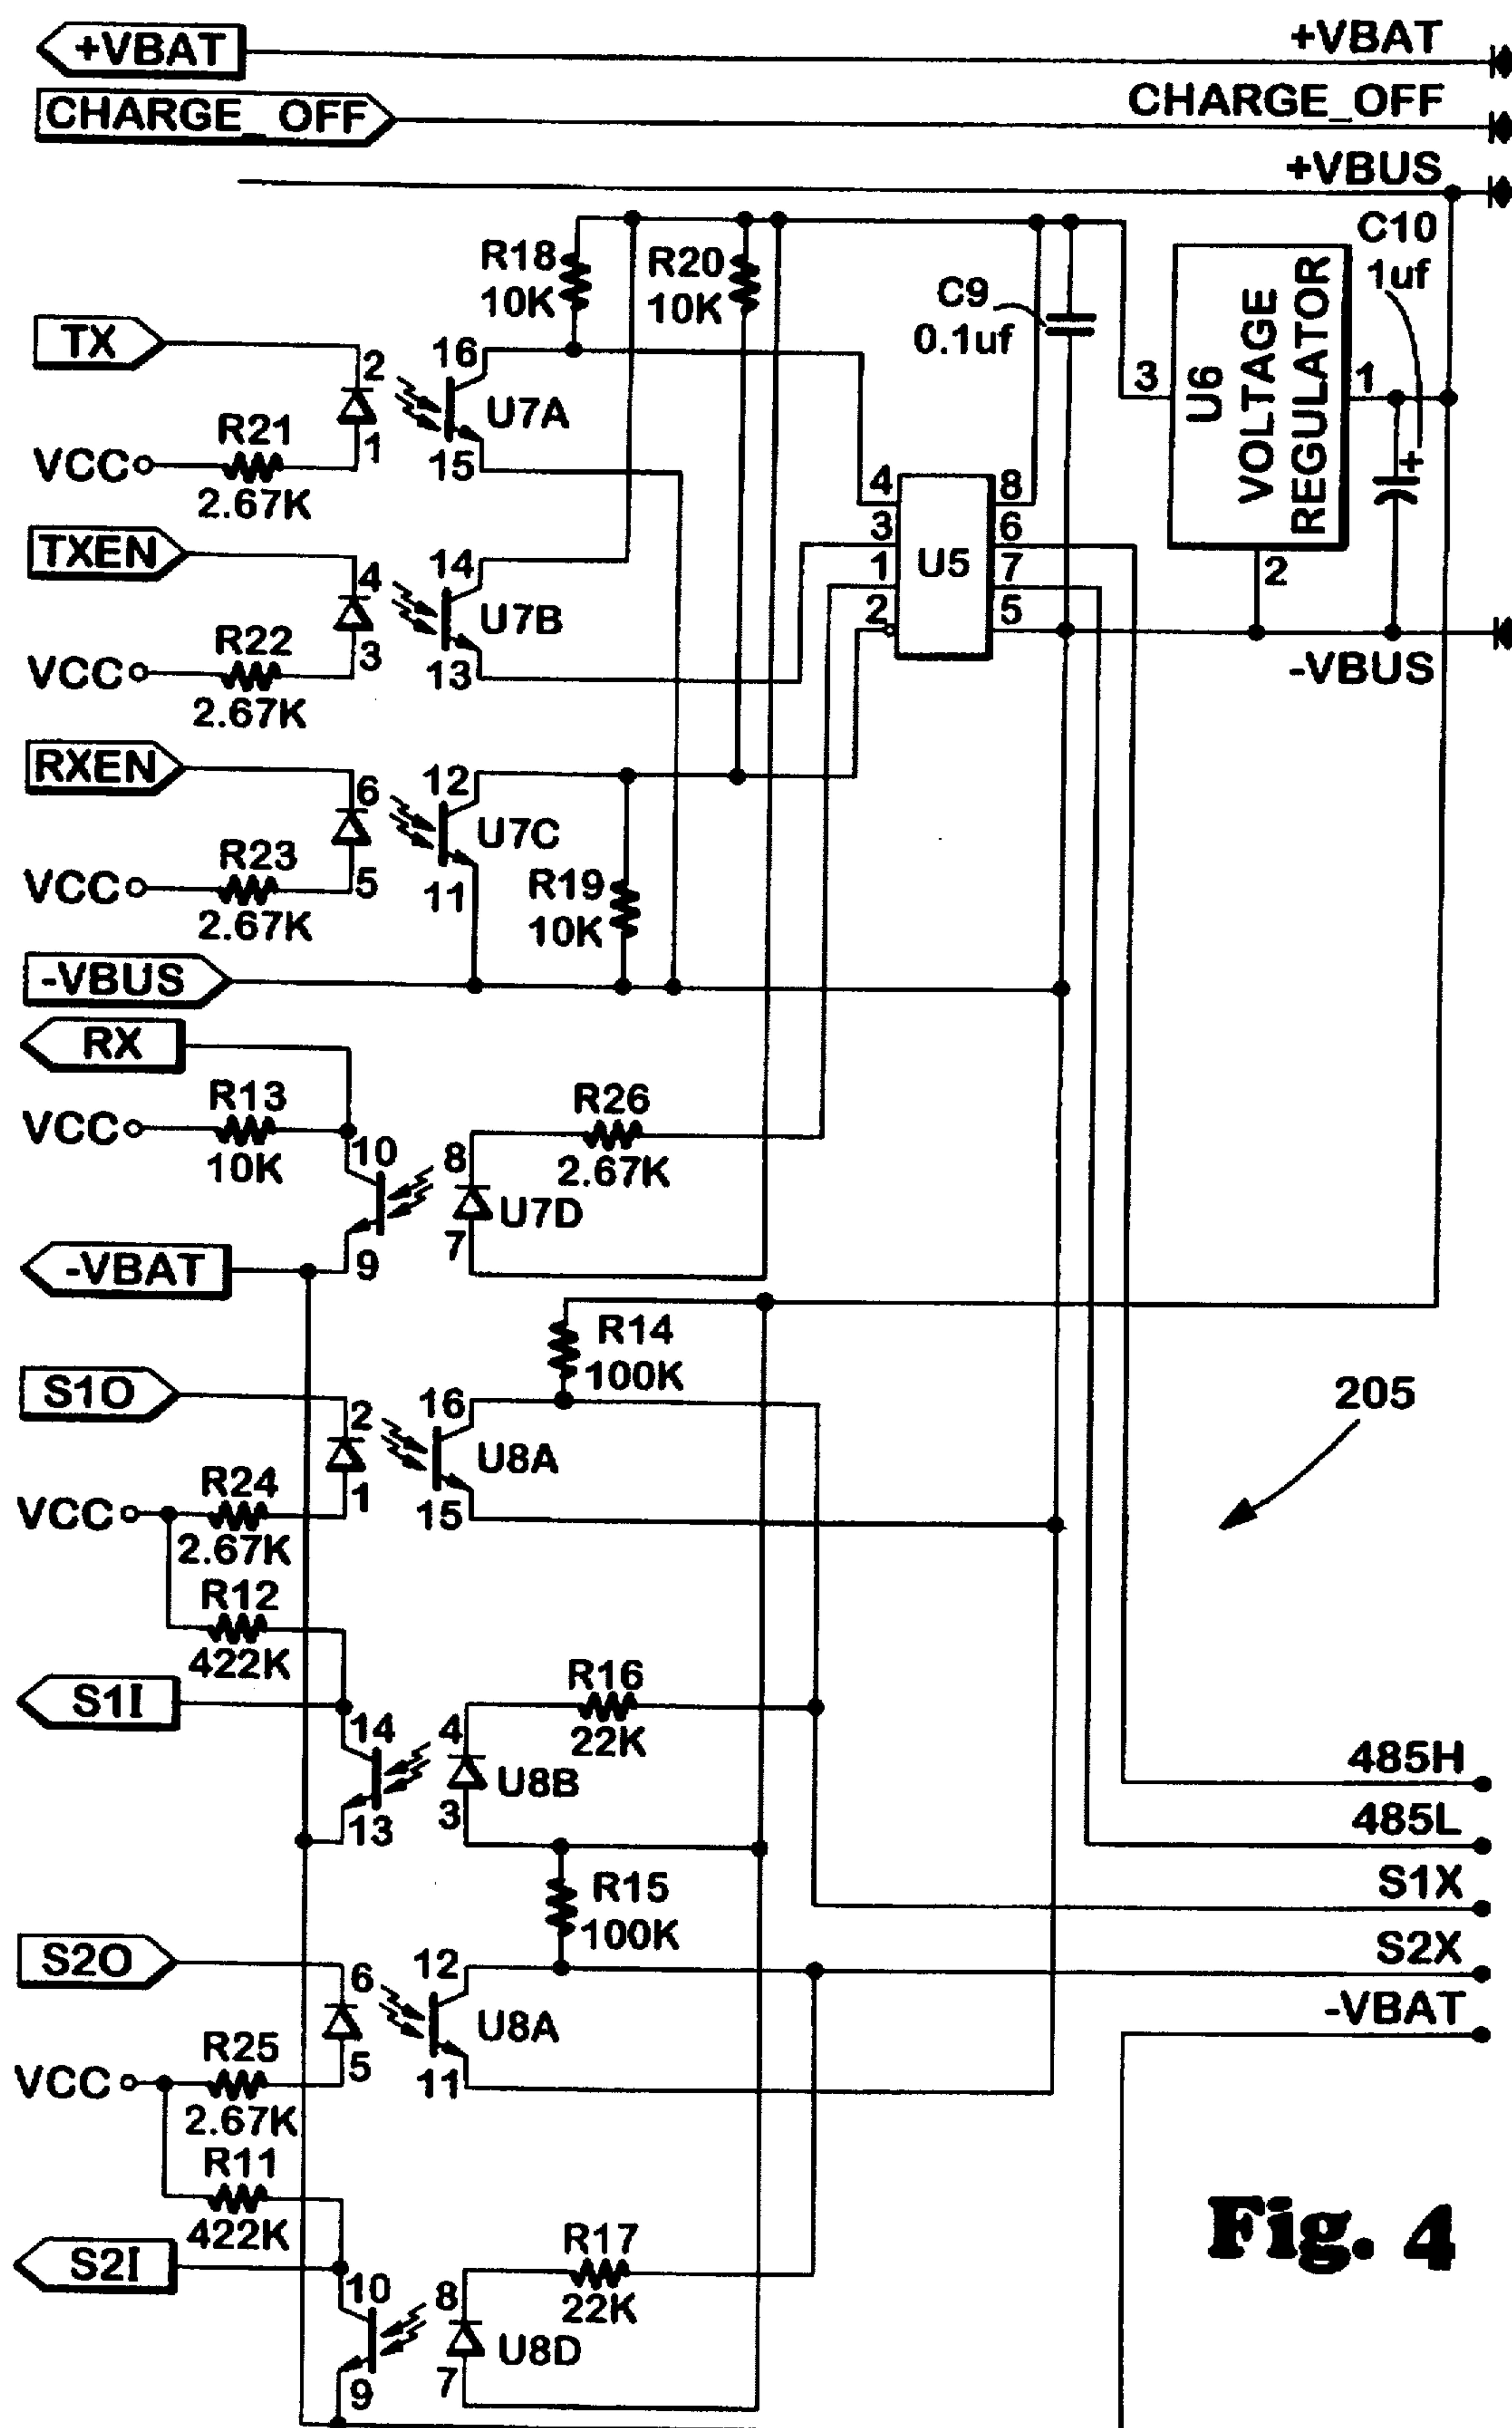 +VBAT +VBAT
CHARGE_OFF CHARGE_OFF
+VBUS
R18
10K
R20
10K
C9
0.1uf
C10
1uf
U6
VOLTAGE
REGULATOR
3
1
2
TX
2
1
16
U7A
15
VCC
R21
2.67K
4
3
1
2
U5
8
6
7
5
-VBUS
TXEN
4
3
14
U7B
13
VCC
R22
2.67K
RXEN
6
5
12
U7C
11
VCC
R23
2.67K
R19
10K
-VBUS
RX
VCC
R13
10K
10
9
8
U7D
7
R26
2.67K
-VBAT
R14
100K
S1O
2
1
16
U8A
15
205
VCC
R24
2.67K
R12
422K
S1I
14
13
4
U8B
3
R16
22K
485H
485L
S1X
S2X
-VBAT
R15
100K
S2O
6
5
12
U8A
11
VCC
R25
2.67K
R11
422K
S2I
10
9
8
U8D
7
R17
22K
Fig. 4